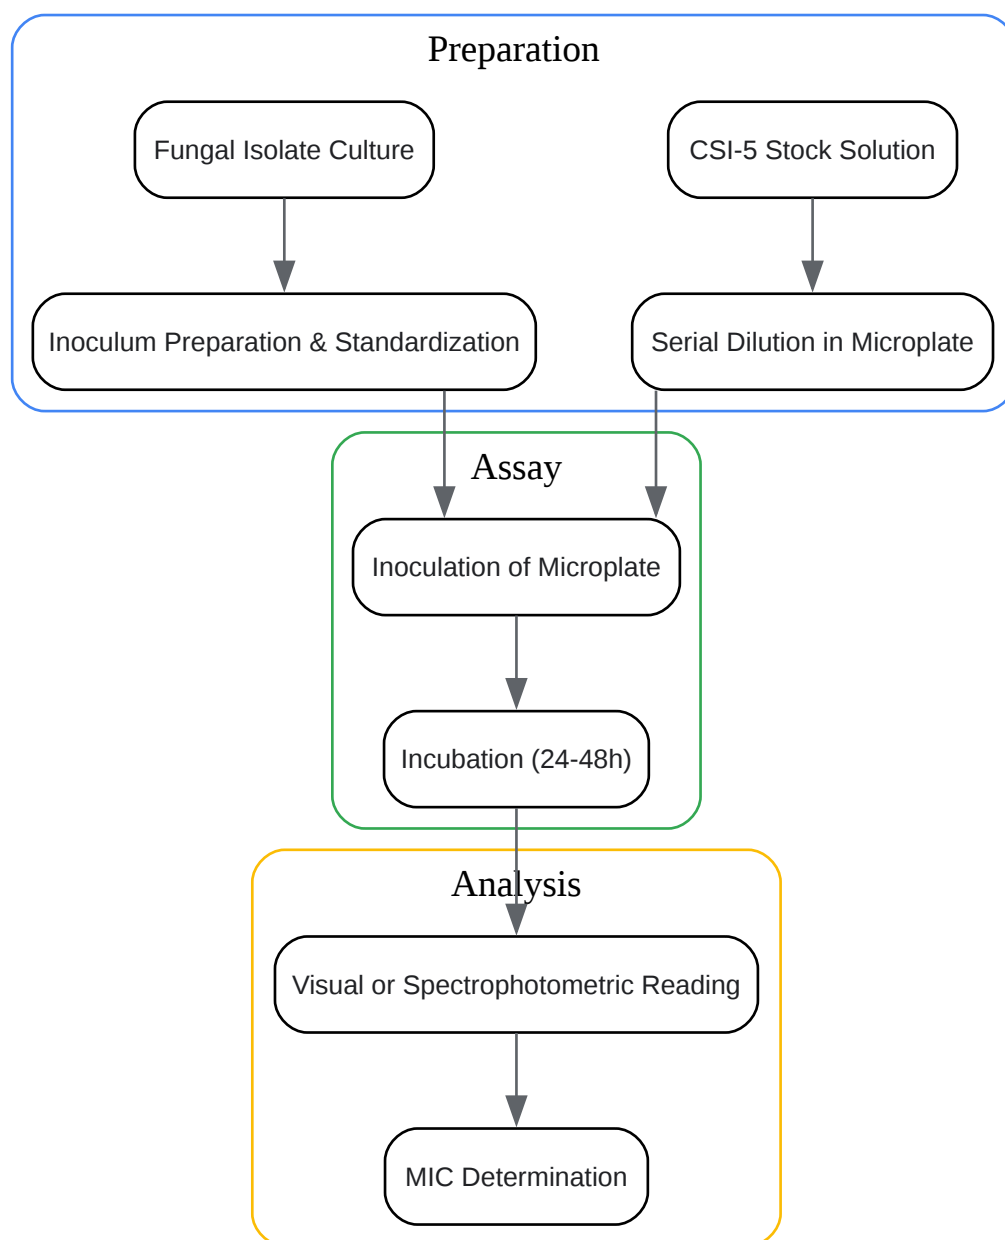 Preparation
Fungal Isolate Culture
CSI-5 Stock Solution
Inoculum Preparation & Standardization
Serial Dilution in Microplate
Assay
Inoculation of Microplate
Incubation (24-48h)
Analysis
Visual or Spectrophotometric Reading
MIC Determination